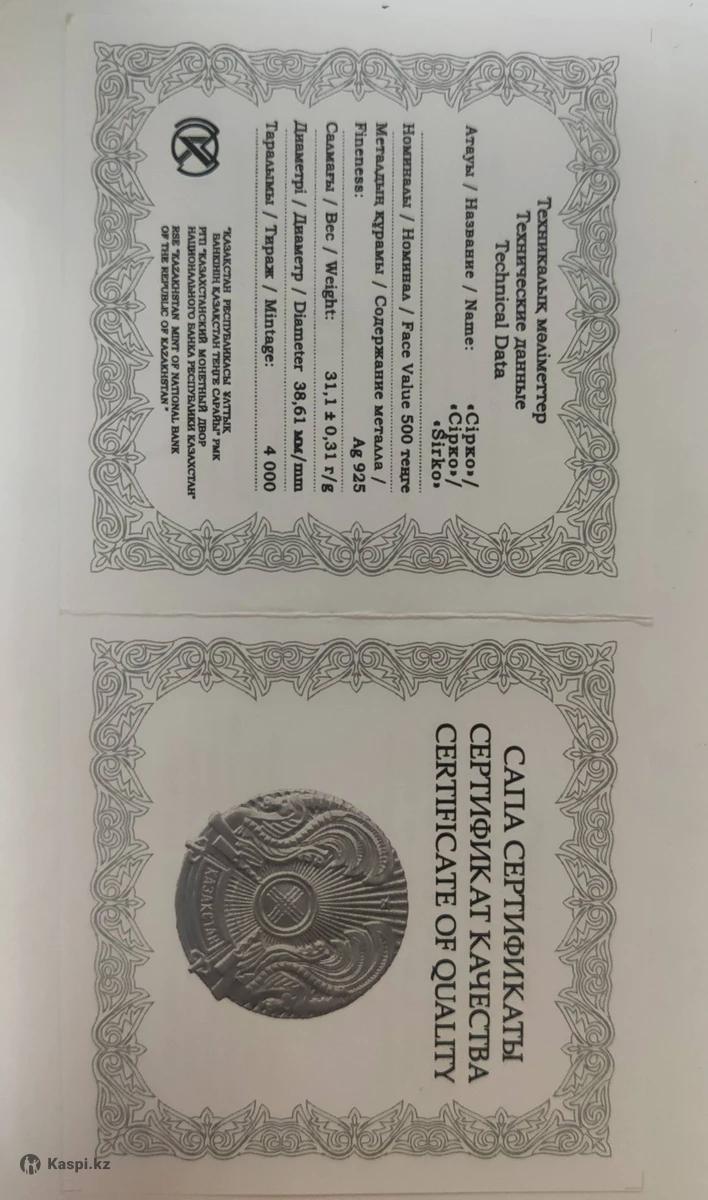 Техникалық мәліметтер
Технические данные
Technical Data
Атауы / Название / Name:
«Сірко»/
«Сірко»/
«Sirko»
Номиналы / Номинал / Face Value 500 теңге
Металдың құрамы / Содержание металла /
Fineness: Ag 925
Салмағы / Вес / Weight: 31,1 ± 0,31 г/g
Диаметрі / Диаметр / Diameter 38,61 мм/mm
Таралымы / Тираж / Mintage: 4 000
"ҚАЗАҚСТАН РЕСПУБЛИКАСЫ ҰЛТТЫҚ
БАНКІНІҢ ҚАЗАҚСТАН ТЕҢГЕ САРАЙЫ" РМК
РГП "КАЗАХСТАНСКИЙ МОНЕТНЫЙ ДВОР
НАЦИОНАЛЬНОГО БАНКА РЕСПУБЛИКИ КАЗАХСТАН"
RSE "KAZAKHSTAN MINT OF NATIONAL BANK
OF THE REPUBLIC OF KAZAKHSTAN"
САПА СЕРТИФИКАТЫ
СЕРТИФИКАТ КАЧЕСТВА
CERTIFICATE OF QUALITY
ҚАЗАҚСТАН
Kaspi.kz